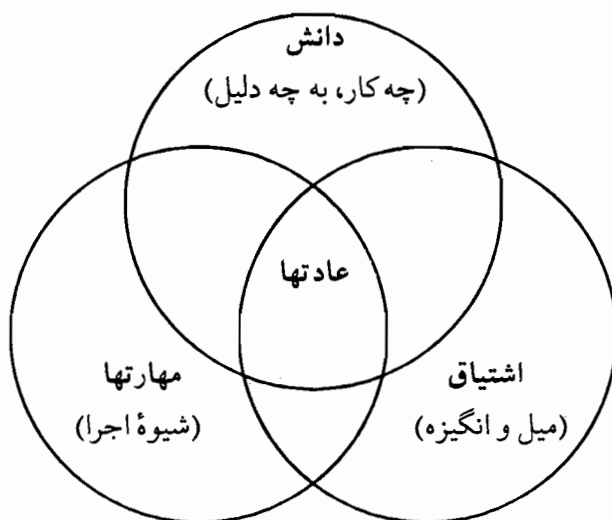 دانش
(چه کار، به چه دلیل)
عادتها
مهارتها
(شیوهٔ اجرا)
اشتیاق
(میل و انگیزه)